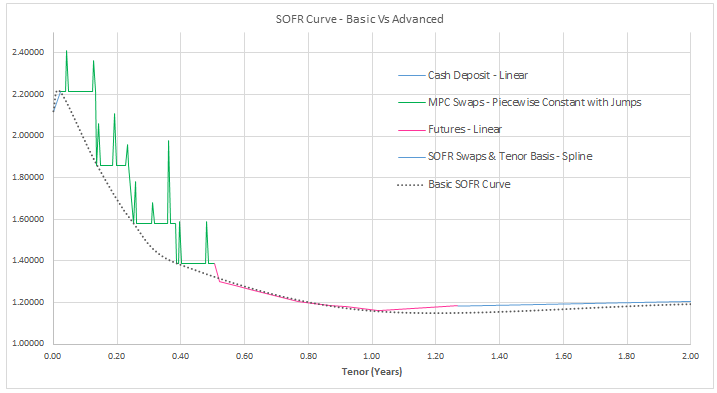 SOFR Curve - Basic Vs Advanced
2.40000
2.20000
2.00000
1.80000
1.60000
1.40000
1.20000
1.00000
Cash Deposit - Linear
MPC Swaps - Piecewise Constant with Jumps
Futures - Linear
SOFR Swaps & Tenor Basis - Spline
Basic SOFR Curve
0.00 0.20 0.40 0.60 0.80 1.00 1.20 1.40 1.60 1.80 2.00
Tenor (Years)